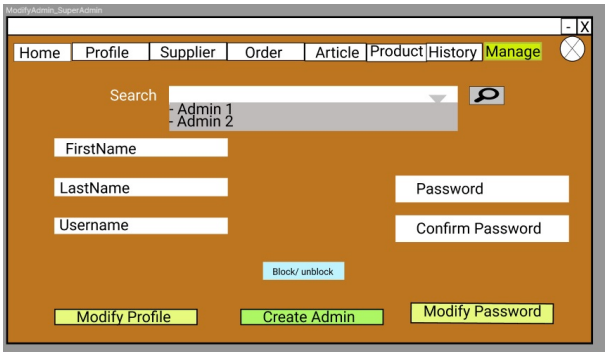 ModifyAdmin_SuperAdmin
- X
Home Profile Supplier Order Article Product History Manage
Search
- Admin 1
- Admin 2
FirstName
LastName
Password
Username
Confirm Password
Block/ unblock
Modify Profile
Create Admin
Modify Password